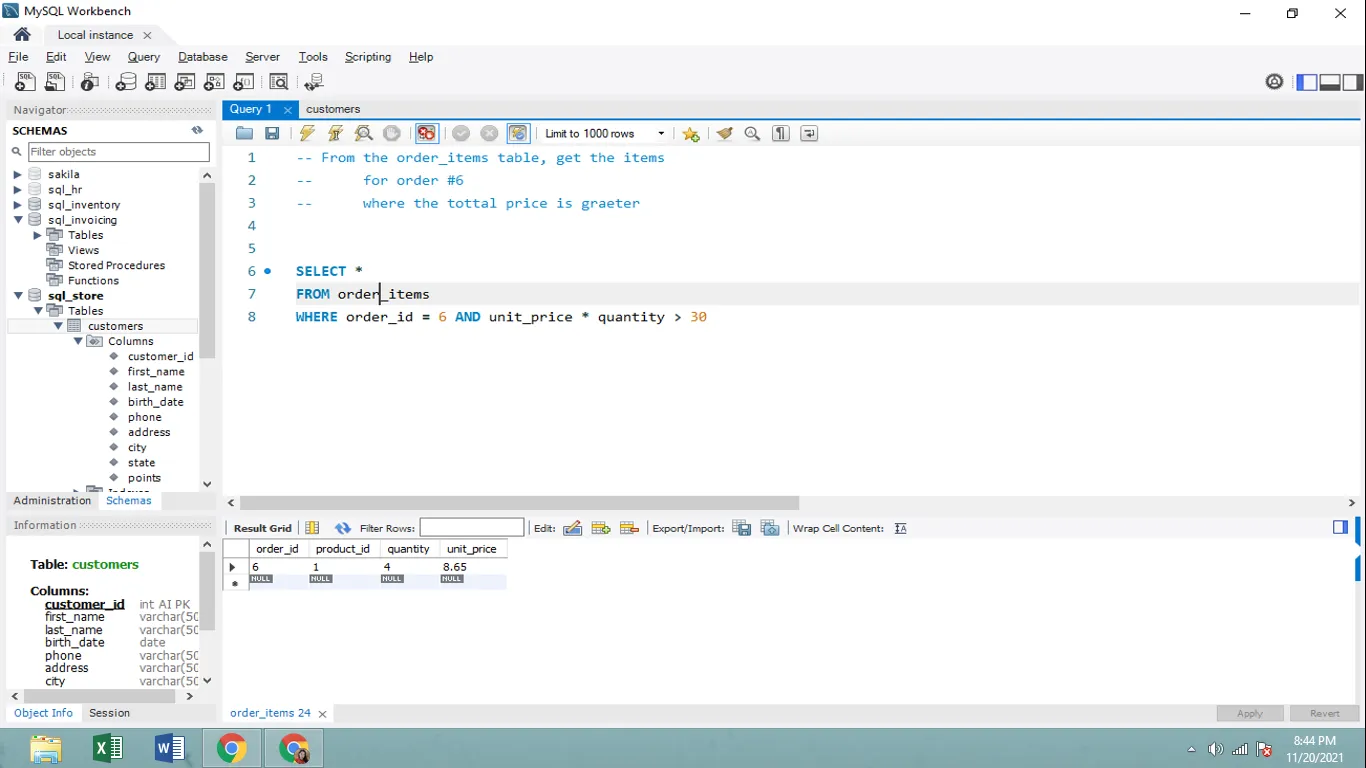 MySQL Workbench
Local instance
File Edit View Query Database Server Tools Scripting Help
Navigator
SCHEMAS
Filter objects
sakila
sql_hr
sql_inventory
sql_invoicing
Tables
Views
Stored Procedures
Functions
sql_store
Tables
customers
Columns
customer_id
first_name
last_name
birth_date
phone
address
city
state
points
Administration Schemas
Information
Table: customers
Columns:
customer_id int AI PK
first_name varchar(50
last_name varchar(50
birth_date date
phone varchar(50
address varchar(50
city varchar(50
Object Info Session
Query 1 customers
Limit to 1000 rows
1 -- From the order_items table, get the items
2 -- for order #6
3 -- where the tottal price is graeter
4
5
6 SELECT *
7 FROM order_items
8 WHERE order_id = 6 AND unit_price * quantity > 30
Result Grid Filter Rows: Edit: Export/Import: Wrap Cell Content:
order_id product_id quantity unit_price
6 1 4 8.65
NULL NULL NULL NULL
order_items 24 Apply Revert
8:44 PM
11/20/2021